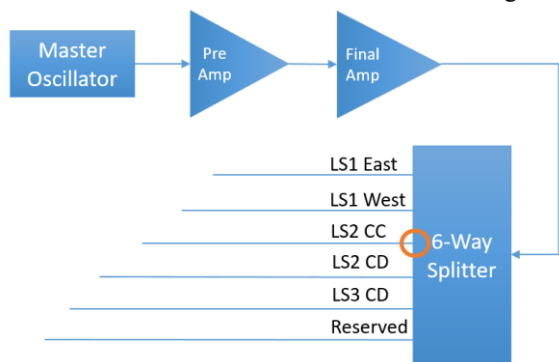 Master
Oscillator
Pre
Amp
Final
Amp
LS1 East
LS1 West
LS2 CC
LS2 CD
LS3 CD
Reserved
6-Way
Splitter